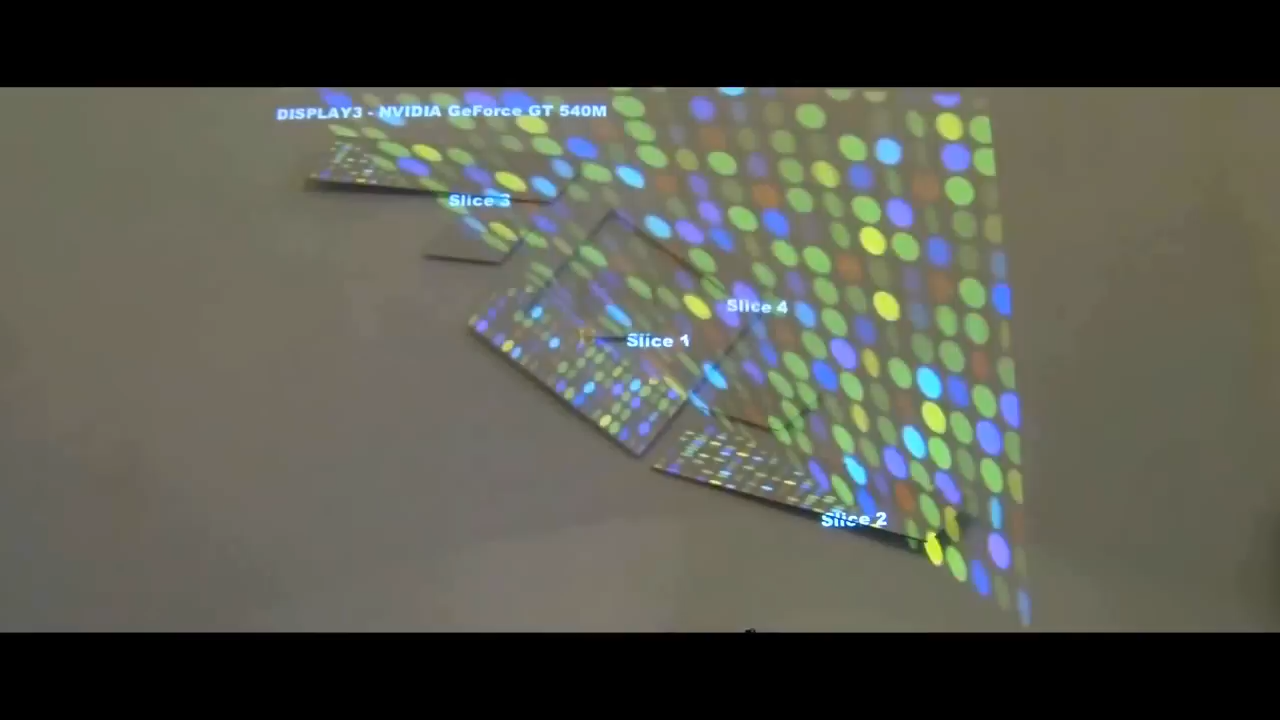 DISPLAY3 - NVIDIA GeForce GT 540M
Slice 3
Slice 4
Slice 1
Slice 2